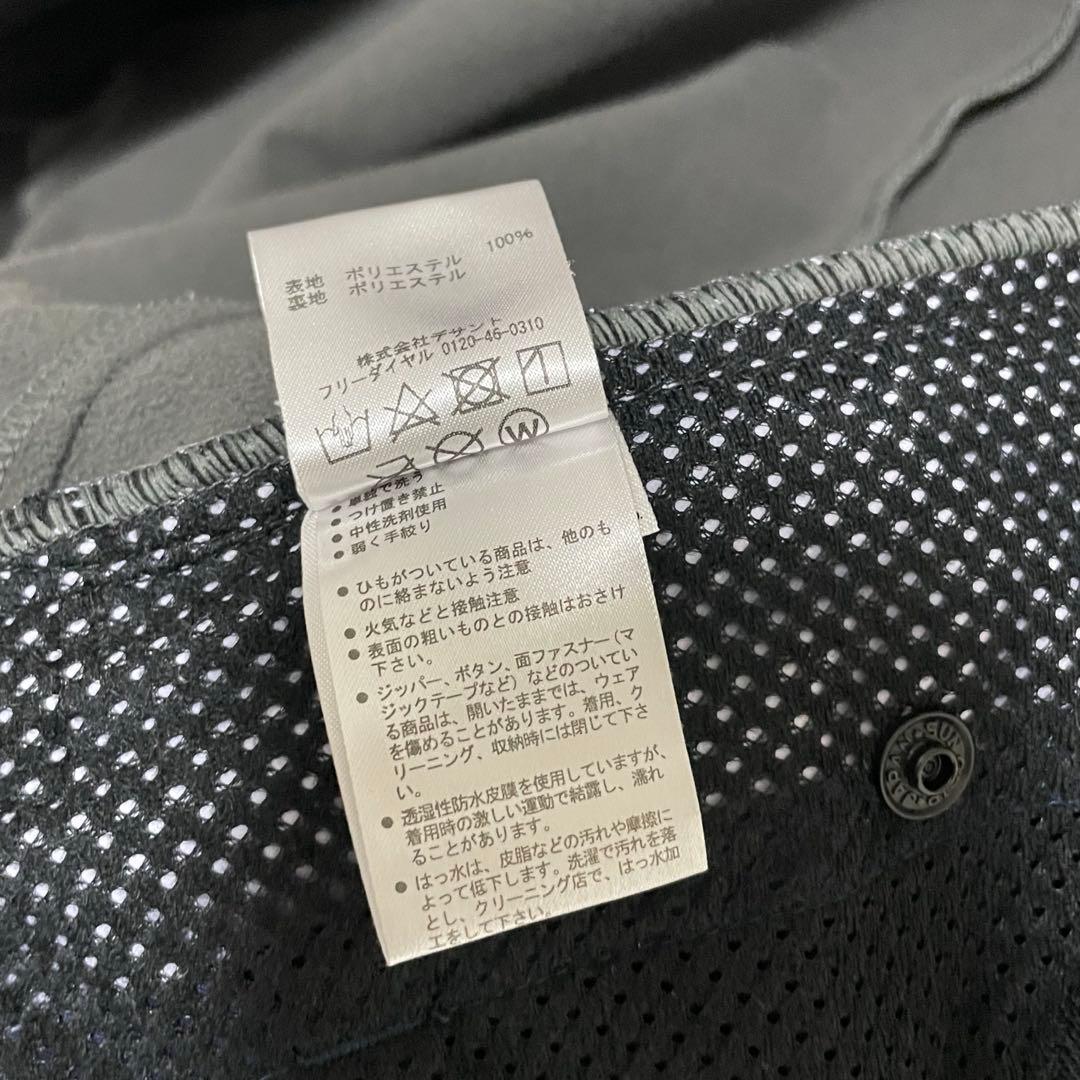 表地 ポリエステル 100%
裏地 ポリエステル
株式会社デサント
フリーダイヤル 0120-46-0310
W
● 単独で洗う
● つけ置き禁止
● 中性洗剤使用
● 弱く手絞り
● ひもがついている商品は、他のも
のに絡まないよう注意
● 火気などと接触注意
● 表面の粗いものとの接触はおさけ
下さい。
● ジッパー、ボタン、面ファスナー(マ
ジックテープなど)などのついてい
る商品は、開いたままでは、ウェア
を傷めることがあります。着用、ク
リーニング、収納時には閉じて下さ
い。
● 透湿性防水皮膜を使用していますが、
着用時の激しい運動で結露し、濡れ
ることがあります。
● はっ水は、皮脂などの汚れや摩擦に
よって低下します。洗濯で汚れを落
とし、クリーニング店で、はっ水加
工をして下さい。